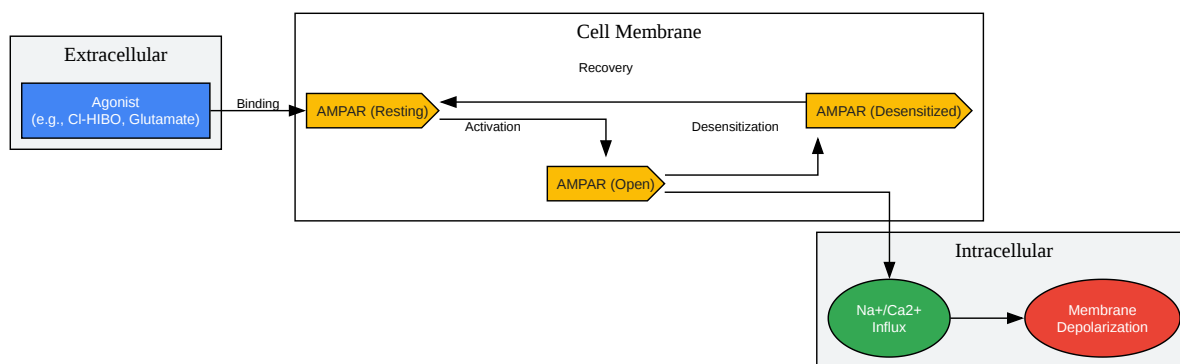 Cell Membrane
Extracellular
Recovery
Agonist
(e.g., Cl-HIBO, Glutamate)
Binding
AMPAR (Resting)
AMPAR (Desensitized)
Activation
Desensitization
AMPAR (Open)
Intracellular
Na+/Ca2+
Influx
Membrane
Depolarization